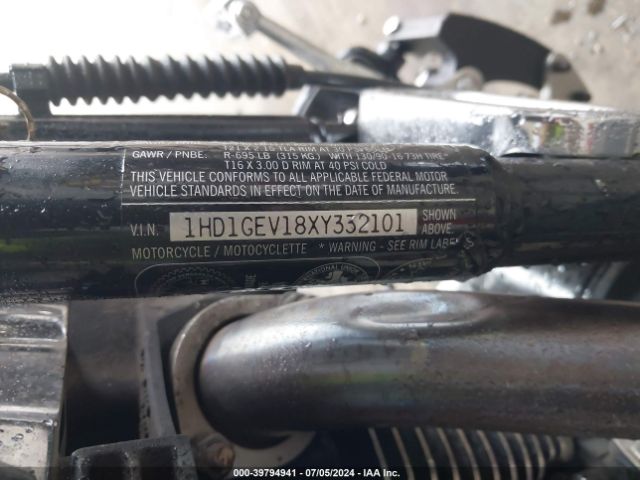 GAWR / PNBE: R-695 LB (315 KG.) WITH 130/90 16 73H TIRE
T16 X 3.00 D RIM AT 40 PSI COLD
THIS VEHICLE CONFORMS TO ALL APPLICABLE FEDERAL MOTOR
VEHICLE STANDARDS IN EFFECT ON THE DATE OF MANUFACTURE.
V.I.N. 1HD1GEV18XY332101 SHOWN ABOVE.
MOTORCYCLE / MOTOCYCLETTE * WARNING - SEE RIM LABEL
000-39794941 / 07/05/2024 - IAA Inc.